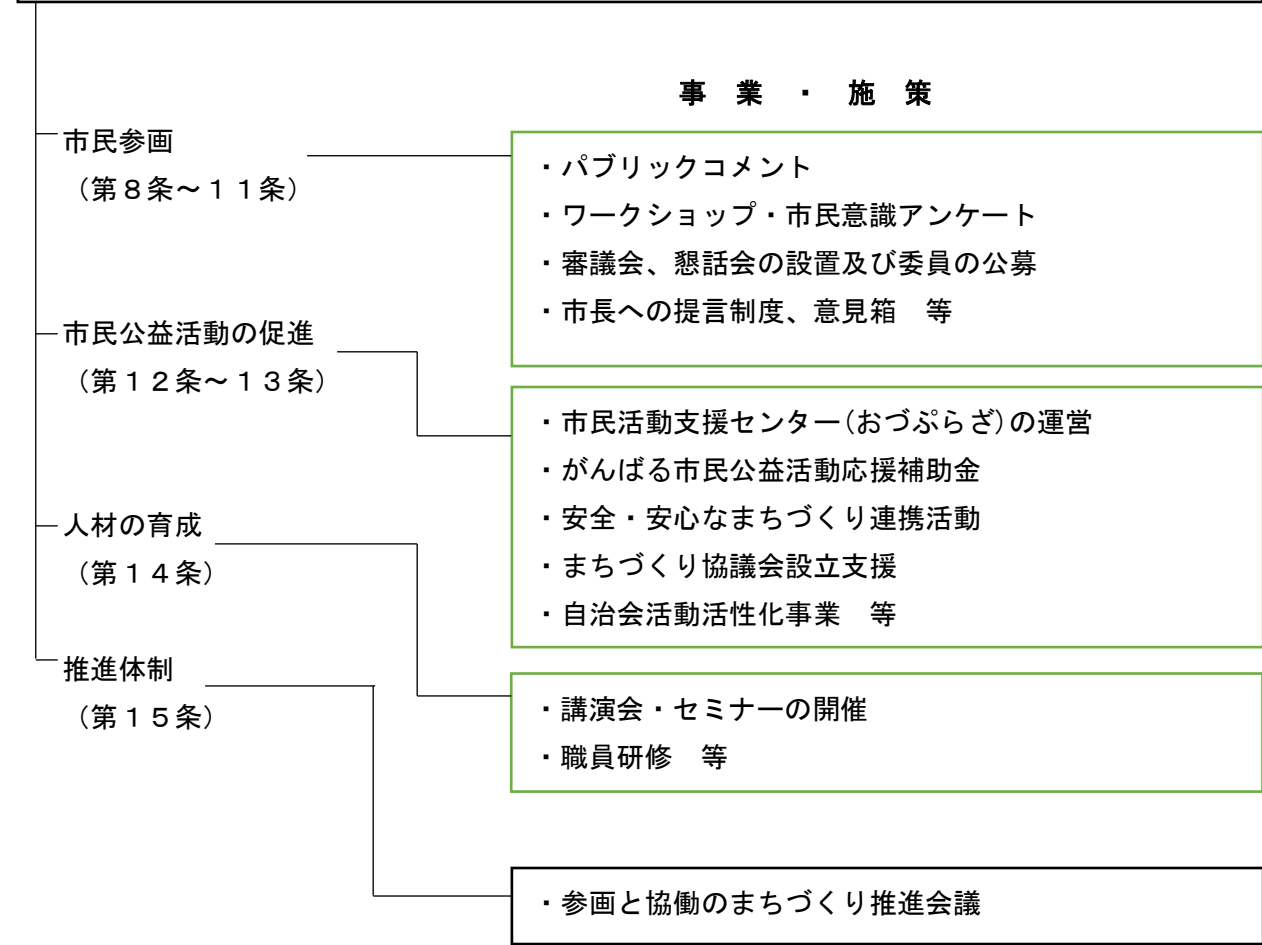 事業・施策
市民参画
（第８条～１１条）
・パブリックコメント
・ワークショップ・市民意識アンケート
・審議会、懇話会の設置及び委員の公募
・市長への提言制度、意見箱　等
市民公益活動の促進
（第１２条～１３条）
・市民活動支援センター(おづぷらざ)の運営
・がんばる市民公益活動応援補助金
・安全・安心なまちづくり連携活動
・まちづくり協議会設立支援
・自治会活動活性化事業　等
人材の育成
（第１４条）
・講演会・セミナーの開催
・職員研修　等
推進体制
（第１５条）
・参画と協働のまちづくり推進会議